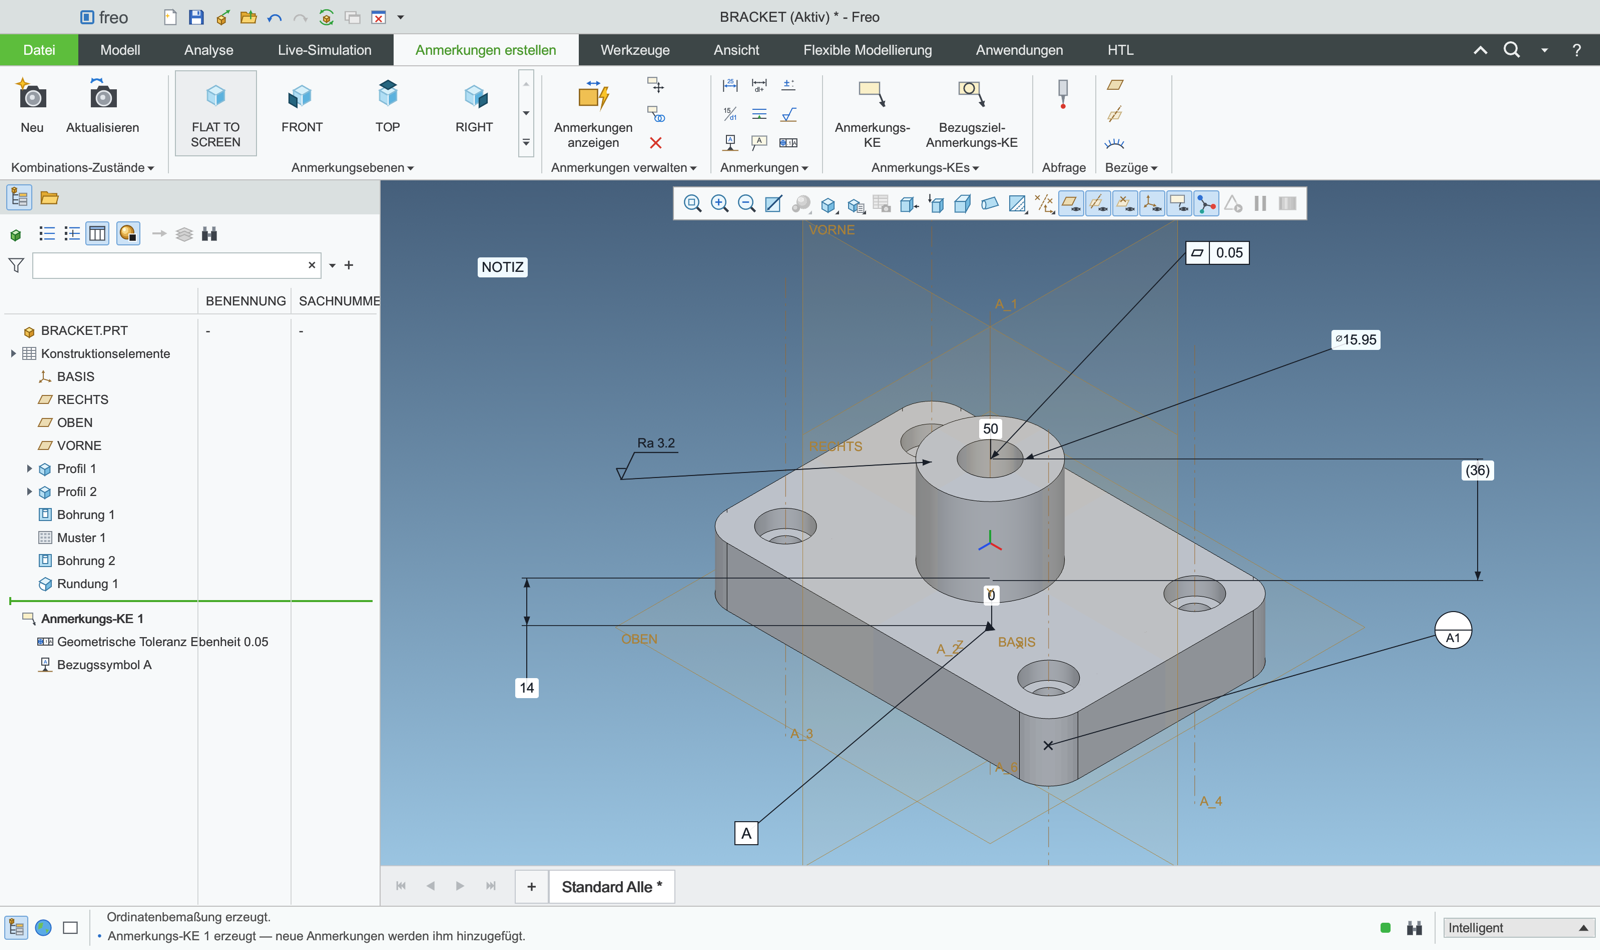 freo
BRACKET (Aktiv) * - Freo
Datei
Modell
Analyse
Live-Simulation
Anmerkungen erstellen
Werkzeuge
Ansicht
Flexible Modellierung
Anwendungen
HTL
Neu
Aktualisieren
FLAT TO
SCREEN
FRONT
TOP
RIGHT
Anmerkungen
anzeigen
Anmerkungs-
KE
Bezugsziel-
Anmerkungs-KE
Kombinations-Zustände
Anmerkungsebenen
Anmerkungen verwalten
Anmerkungen
Anmerkungs-KEs
Abfrage
Bezüge
BENENNUNG
SACHNUMME
BRACKET.PRT
-
-
Konstruktionselemente
BASIS
RECHTS
OBEN
VORNE
Profil 1
Profil 2
Bohrung 1
Muster 1
Bohrung 2
Rundung 1
Anmerkungs-KE 1
Geometrische Toleranz Ebenheit 0.05
Bezugssymbol A
VORNE
NOTIZ
0.05
A_1
⌀15.95
50
Ra 3.2
RECHTS
(36)
0
OBEN
A_2
BASIS
A1
14
A_3
A_6
A_4
A
+
Standard Alle *
Ordinatenbemaßung erzeugt.
• Anmerkungs-KE 1 erzeugt — neue Anmerkungen werden ihm hinzugefügt.
Intelligent